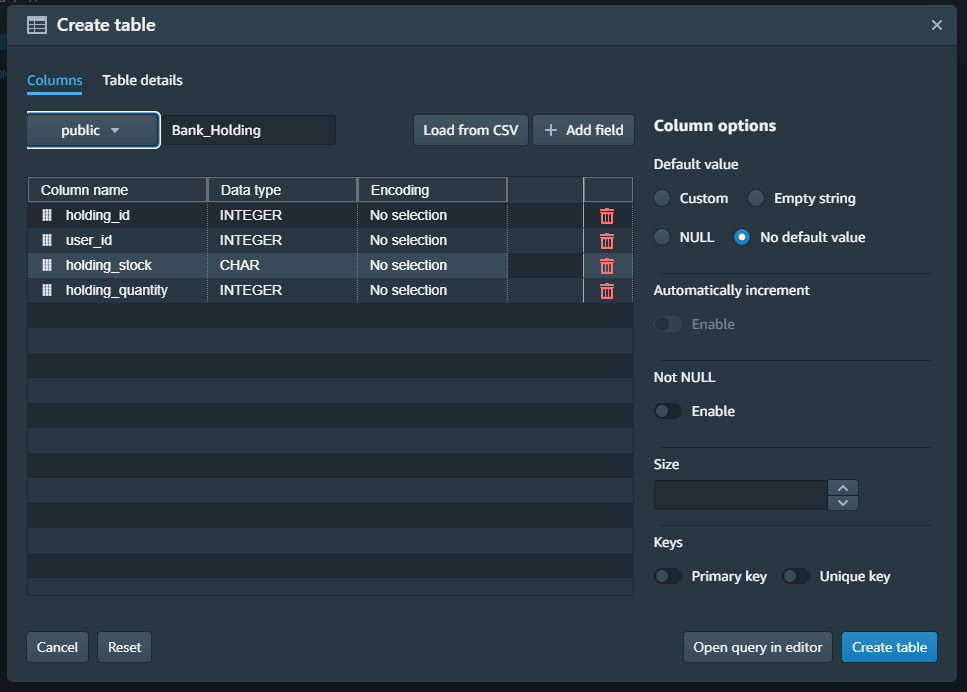 Create table
Columns Table details
public Bank_Holding Load from CSV Add field
Column name Data type Encoding
holding_id INTEGER No selection
user_id INTEGER No selection
holding_stock CHAR No selection
holding_quantity INTEGER No selection
Column options
Default value
Custom Empty string
NULL No default value
Automatically increment
Enable
Not NULL
Enable
Size
Keys
Primary key Unique key
Cancel Reset Open query in editor Create table